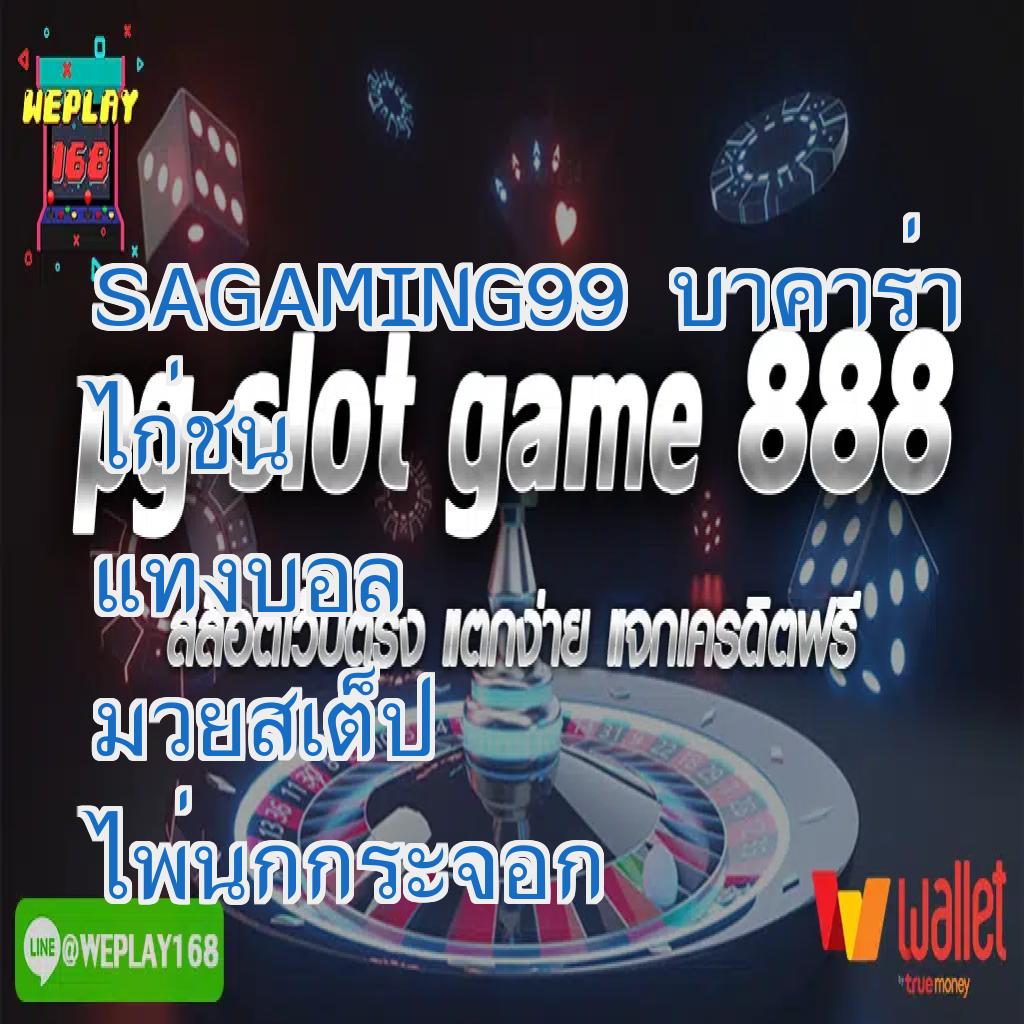 WEPLAY
168
SAGAMING99 บาคาร่า
pg slot game 888
ไก่ชน
แทงบอล
สล็อตเว็บตรง แตกง่าย แจกเครดิตฟรี
มวยสเต็ป
ไพ่นกกระจอก
LINE @WEPLAY168
wallet
by truemoney